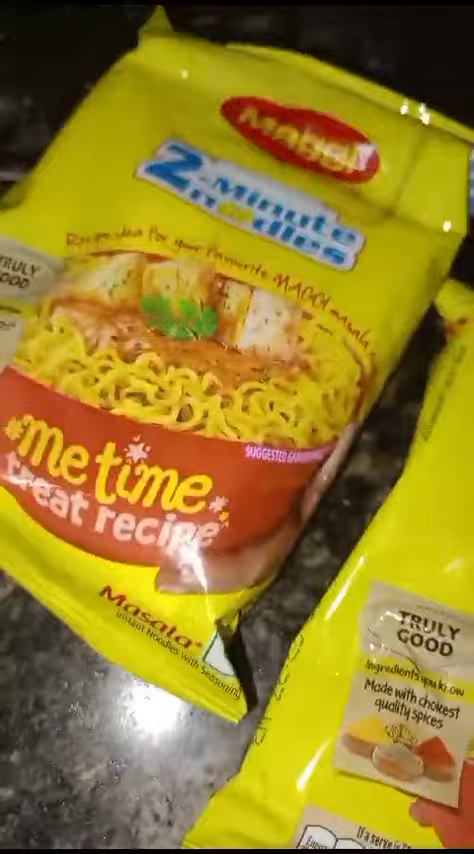 Maggi
2-Minute
noodles
Recipe idea for your favourite MAGGI masala
TRULY
GOOD
SUGGESTED
me time
treat recipe
Masala
Instant Noodles with Seasoning
TRULY
GOOD
Ingredients you know
Made with choicest
quality spices
If a serve is